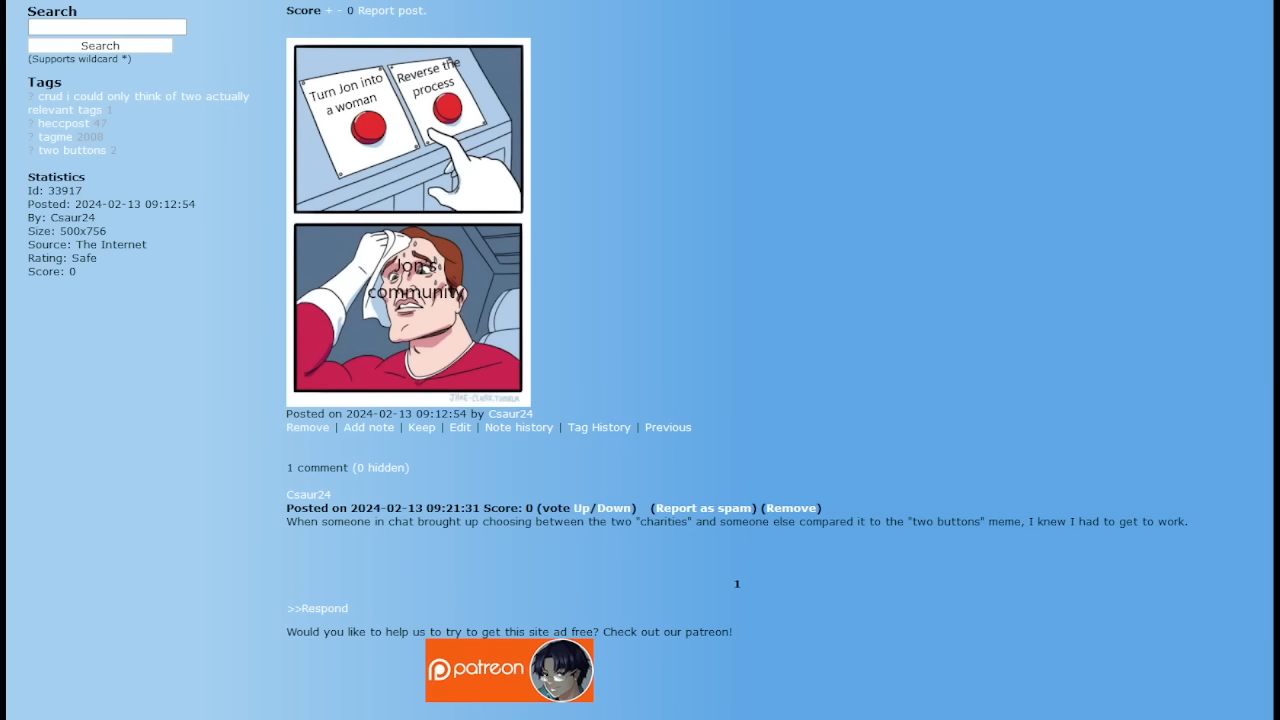 Search
Search
(Supports wildcard *)
Tags
? crud i could only think of two actually
relevant tags 1
? heccpost 47
? tagme 2008
? two buttons 2
Statistics
Id: 33917
Posted: 2024-02-13 09:12:54
By: Csaur24
Size: 500x756
Source: The Internet
Rating: Safe
Score: 0
Score + - 0 Report post.
Turn Jon into
a woman
Reverse the
process
Jon's
community
JAKE-CLARK.TUMBLR
Posted on 2024-02-13 09:12:54 by Csaur24
Remove | Add note | Keep | Edit | Note history | Tag History | Previous
1 comment (0 hidden)
Csaur24
Posted on 2024-02-13 09:21:31 Score: 0 (vote Up/Down) (Report as spam) (Remove)
When someone in chat brought up choosing between the two "charities" and someone else compared it to the "two buttons" meme, I knew I had to get to work.
1
>>Respond
Would you like to help us to try to get this site ad free? Check out our patreon!
patreon